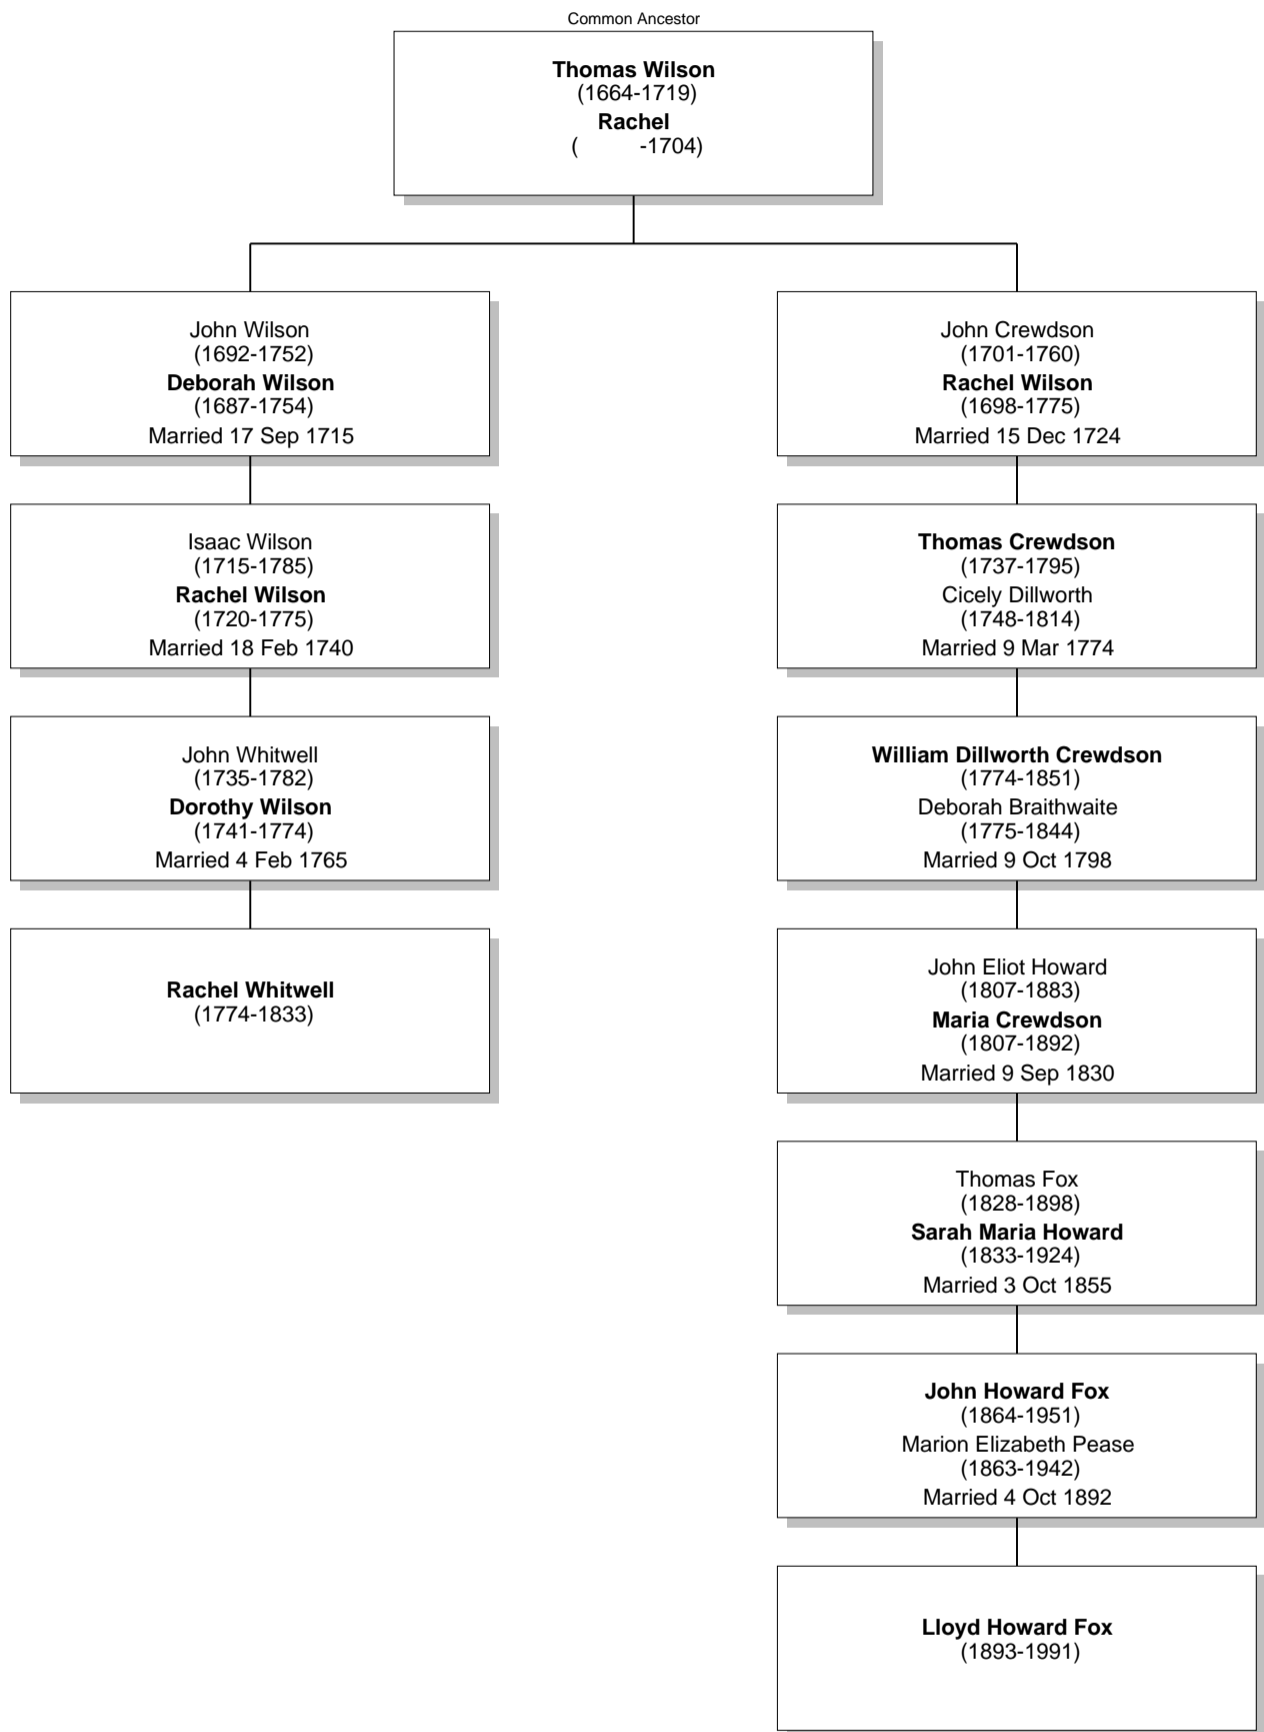 Common Ancestor
Thomas Wilson
(1664-1719)
Rachel
( -1704)
John Wilson
(1692-1752)
Deborah Wilson
(1687-1754)
Married 17 Sep 1715
John Crewdson
(1701-1760)
Rachel Wilson
(1698-1775)
Married 15 Dec 1724
Isaac Wilson
(1715-1785)
Rachel Wilson
(1720-1775)
Married 18 Feb 1740
Thomas Crewdson
(1737-1795)
Cicely Dillworth
(1748-1814)
Married 9 Mar 1774
John Whitwell
(1735-1782)
Dorothy Wilson
(1741-1774)
Married 4 Feb 1765
William Dillworth Crewdson
(1774-1851)
Deborah Braithwaite
(1775-1844)
Married 9 Oct 1798
Rachel Whitwell
(1774-1833)
John Eliot Howard
(1807-1883)
Maria Crewdson
(1807-1892)
Married 9 Sep 1830
Thomas Fox
(1828-1898)
Sarah Maria Howard
(1833-1924)
Married 3 Oct 1855
John Howard Fox
(1864-1951)
Marion Elizabeth Pease
(1863-1942)
Married 4 Oct 1892
Lloyd Howard Fox
(1893-1991)